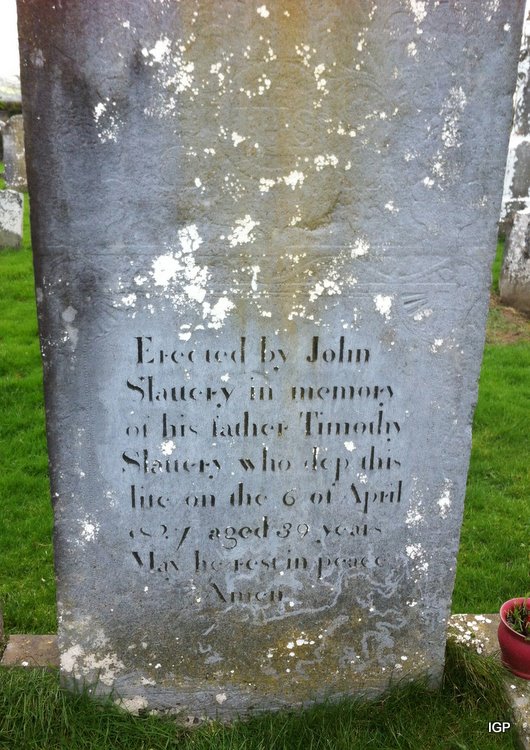 Erected by John
Slattery in memory
of his father Timothy
Slattery who dep this
life on the 6 of April
1827 aged 39 years
May he rest in peace
Amen
IGP